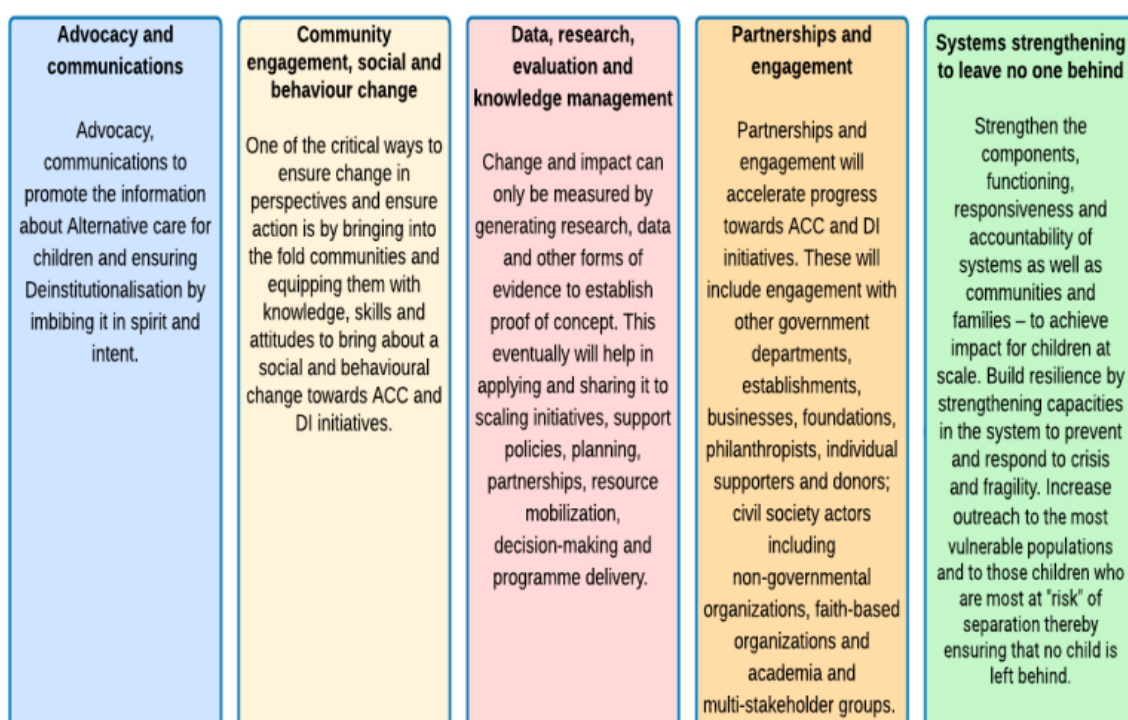 Advocacy and
communications
Advocacy,
communications to
promote the information
about Alternative care for
children and ensuring
Deinstitutionalisation by
imbibing it in spirit and
intent.
Community
engagement, social and
behaviour change
One of the critical ways to
ensure change in
perspectives and ensure
action is by bringing into
the fold communities and
equipping them with
knowledge, skills and
attitudes to bring about a
social and behavioural
change towards ACC and
DI initiatives.
Data, research,
evaluation and
knowledge management
Change and impact can
only be measured by
generating research, data
and other forms of
evidence to establish
proof of concept. This
eventually will help in
applying and sharing it to
scaling initiatives, support
policies, planning,
partnerships, resource
mobilization,
decision-making and
programme delivery.
Partnerships and
engagement
Partnerships and
engagement will
accelerate progress
towards ACC and DI
initiatives. These will
include engagement with
other government
departments,
establishments,
businesses, foundations,
philanthropists, individual
supporters and donors;
civil society actors
including
non-governmental
organizations, faith-based
organizations and
academia and
multi-stakeholder groups.
Systems strengthening
to leave no one behind
Strengthen the
components,
functioning,
responsiveness and
accountability of
systems as well as
communities and
families – to achieve
impact for children at
scale. Build resilience by
strengthening capacities
in the system to prevent
and respond to crisis
and fragility. Increase
outreach to the most
vulnerable populations
and to those children who
are most at "risk" of
separation thereby
ensuring that no child is
left behind.